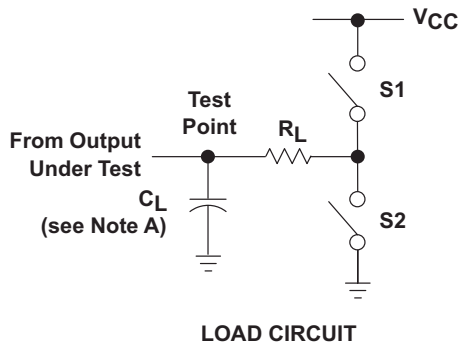 VCC
S1
Test
Point
RL
From Output
Under Test
CL
(see Note A)
S2
LOAD CIRCUIT